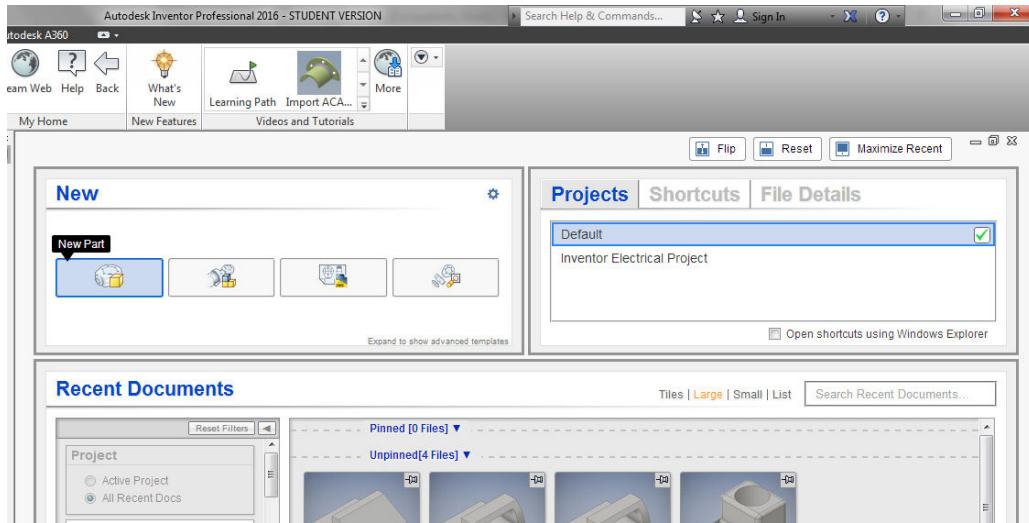 Autodesk Inventor Professional 2016 - STUDENT VERSION
Search Help & Commands...
Sign In
utodesk A360
eam Web
Help
Back
What's
New
Learning Path
Import ACA...
More
My Home
New Features
Videos and Tutorials
Flip
Reset
Maximize Recent
New
New Part
Expand to show advanced templates
Projects
Shortcuts
File Details
Default
Inventor Electrical Project
Open shortcuts using Windows Explorer
Recent Documents
Tiles | Large | Small | List
Search Recent Documents...
Reset Filters
Pinned [0 Files]
Unpinned[4 Files]
Project
Active Project
All Recent Docs